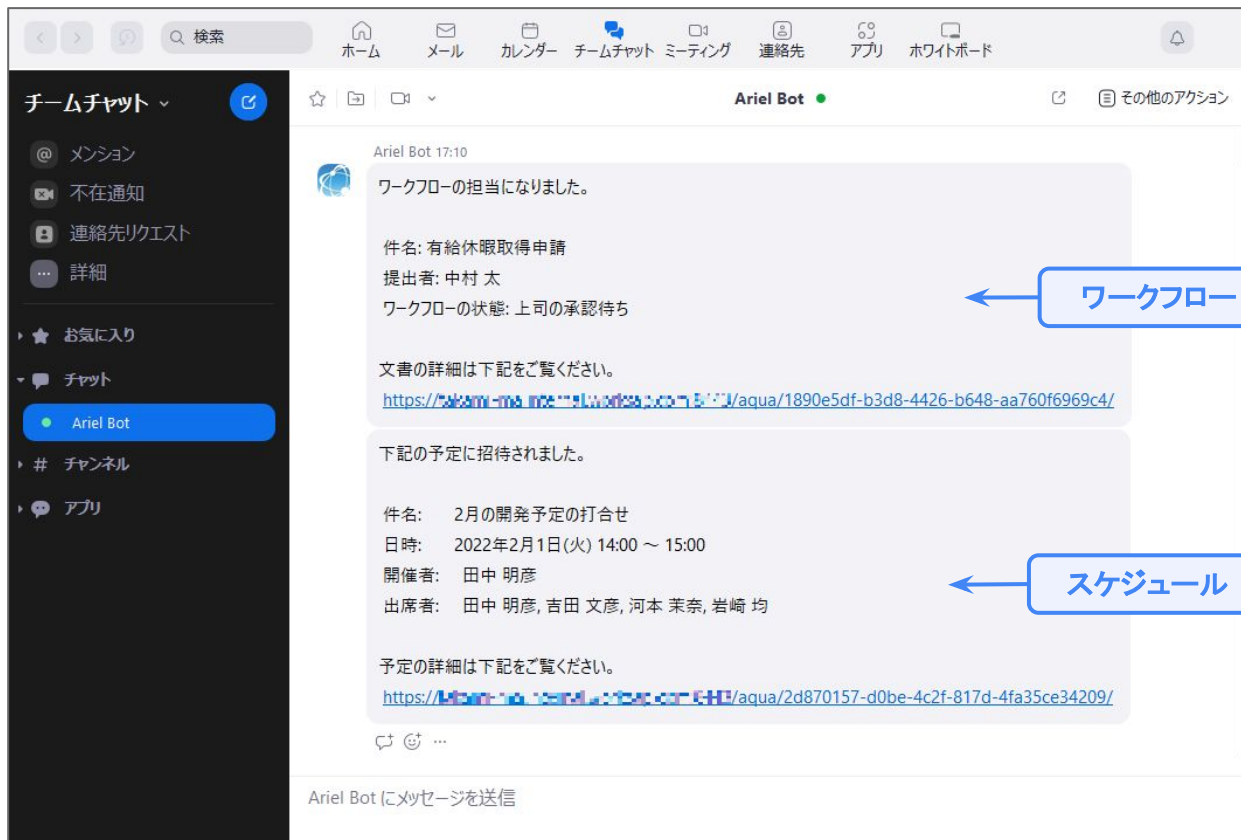 検索
ホーム
メール
カレンダー
チームチャット
ミーティング
連絡先
アプリ
ホワイトボード
チームチャット
メンション
不在通知
連絡先リクエスト
詳細
お気に入り
チャット
Ariel Bot
# チャンネル
アプリ
Ariel Bot
その他のアクション
Ariel Bot 17:10
ワークフローの担当になりました。
件名: 有給休暇取得申請
提出者: 中村 太
ワークフローの状態: 上司の承認待ち
文書の詳細は下記をご覧ください。
https:// /aqua/1890e5df-b3d8-4426-b648-aa760f6969c4/
ワークフロー
下記の予定に招待されました。
件名: 2月の開発予定の打合せ
日時: 2022年2月1日(火) 14:00 ～ 15:00
開催者: 田中 明彦
出席者: 田中 明彦, 吉田 文彦, 河本 茉奈, 岩崎 均
予定の詳細は下記をご覧ください。
https:// /aqua/2d870157-d0be-4c2f-817d-4fa35ce34209/
スケジュール
Ariel Bot にメッセージを送信